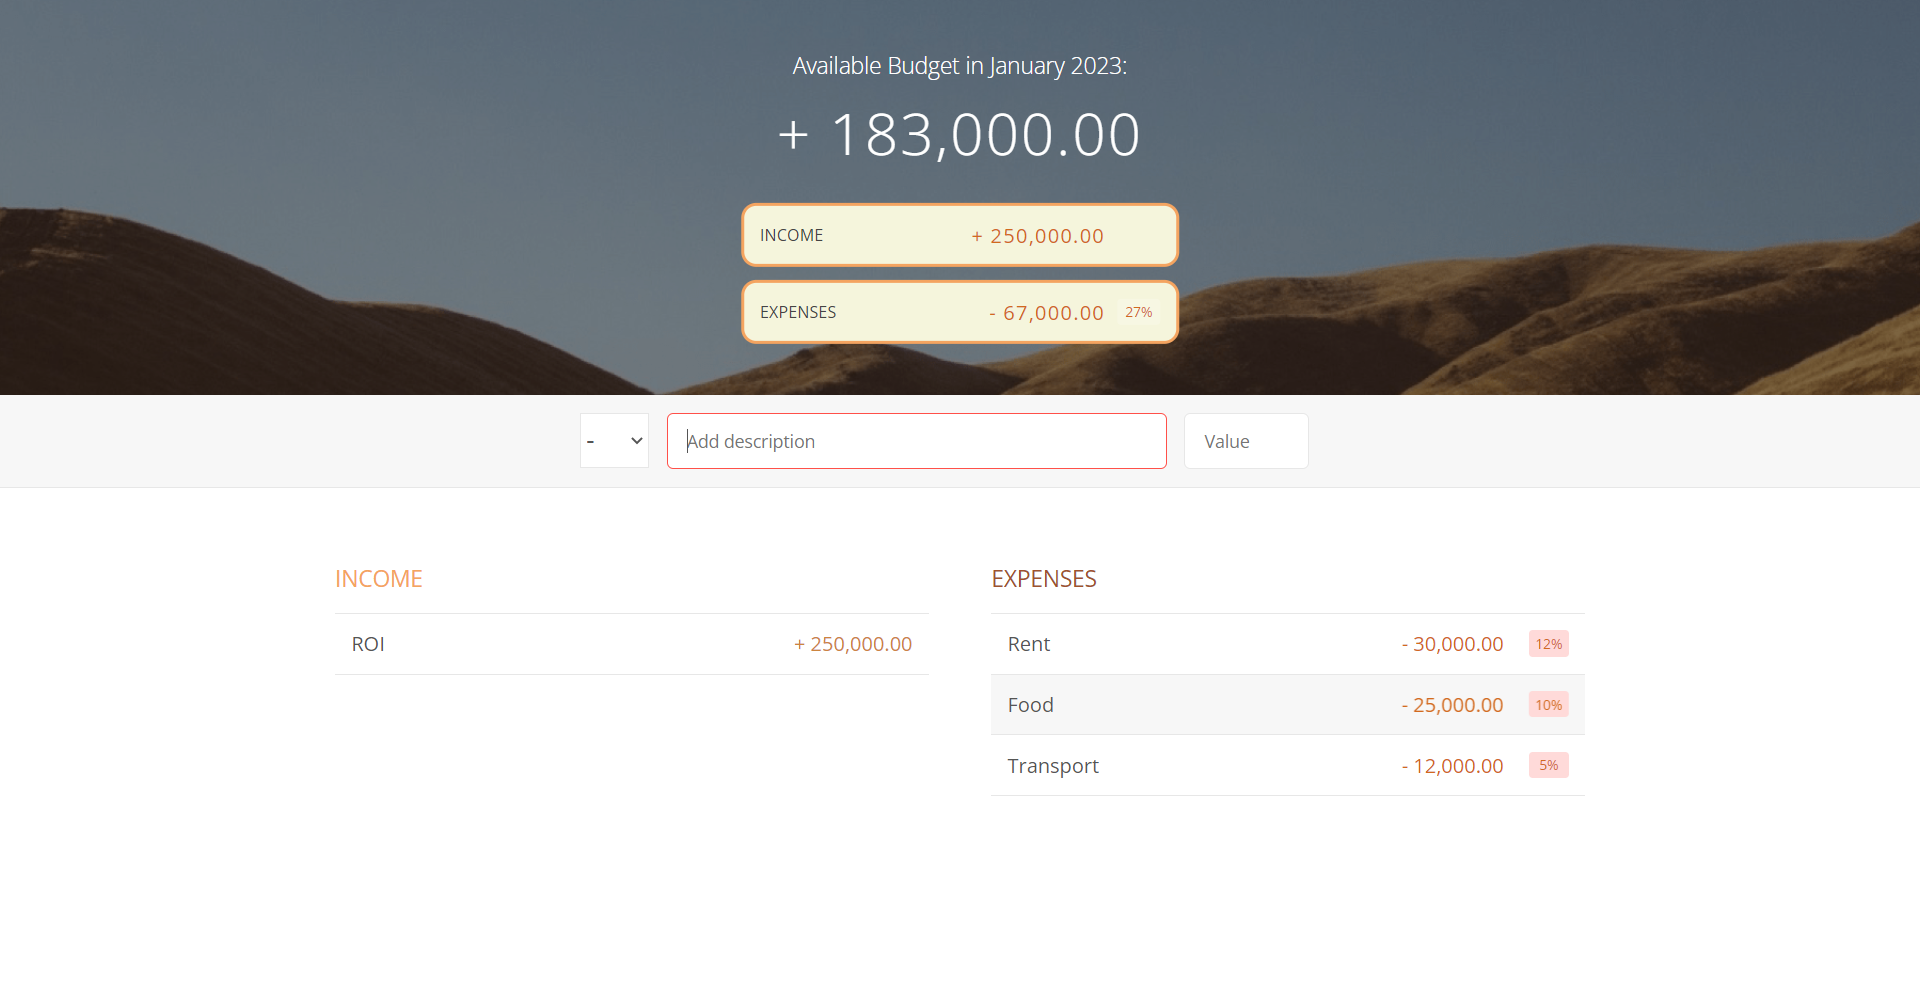 Available Budget in January 2023:
+ 183,000.00
INCOME + 250,000.00
EXPENSES - 67,000.00 27%
- Add description Value
INCOME
ROI + 250,000.00
EXPENSES
Rent - 30,000.00 12%
Food - 25,000.00 10%
Transport - 12,000.00 5%